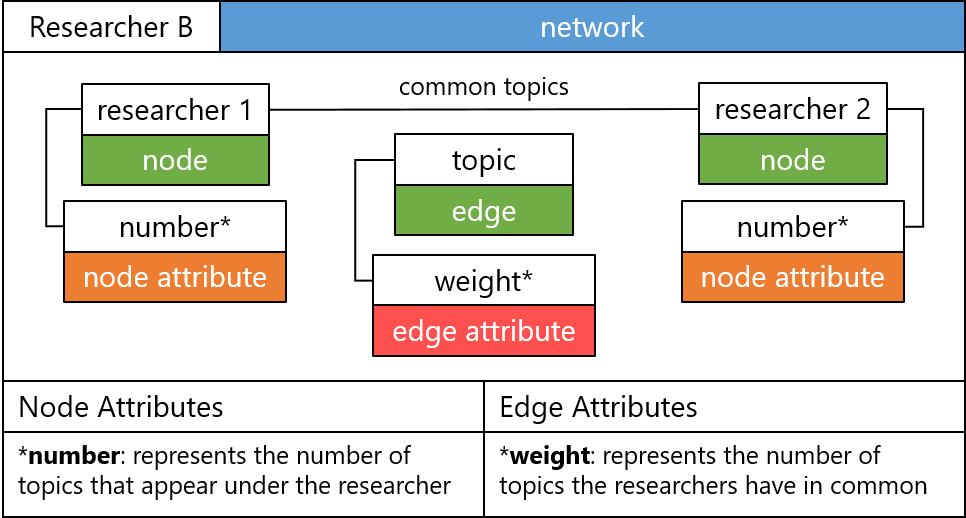 Researcher B
network
common topics
researcher 1
node
number*
node attribute
topic
edge
weight*
edge attribute
researcher 2
node
number*
node attribute
Node Attributes
*number: represents the number of
topics that appear under the researcher
Edge Attributes
*weight: represents the number of
topics the researchers have in common